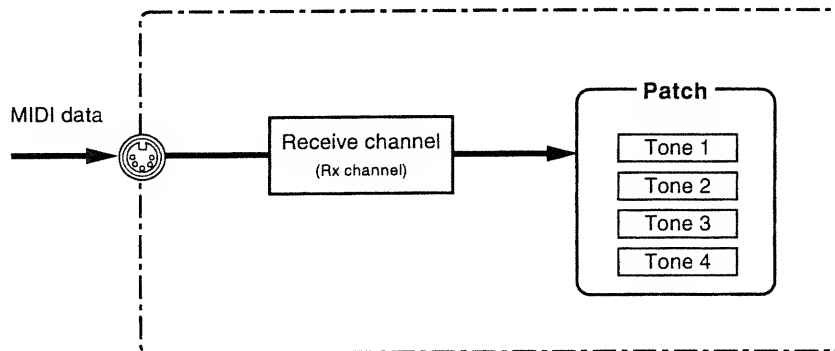 MIDI data
Receive channel
(Rx channel)
Patch
Tone 1
Tone 2
Tone 3
Tone 4